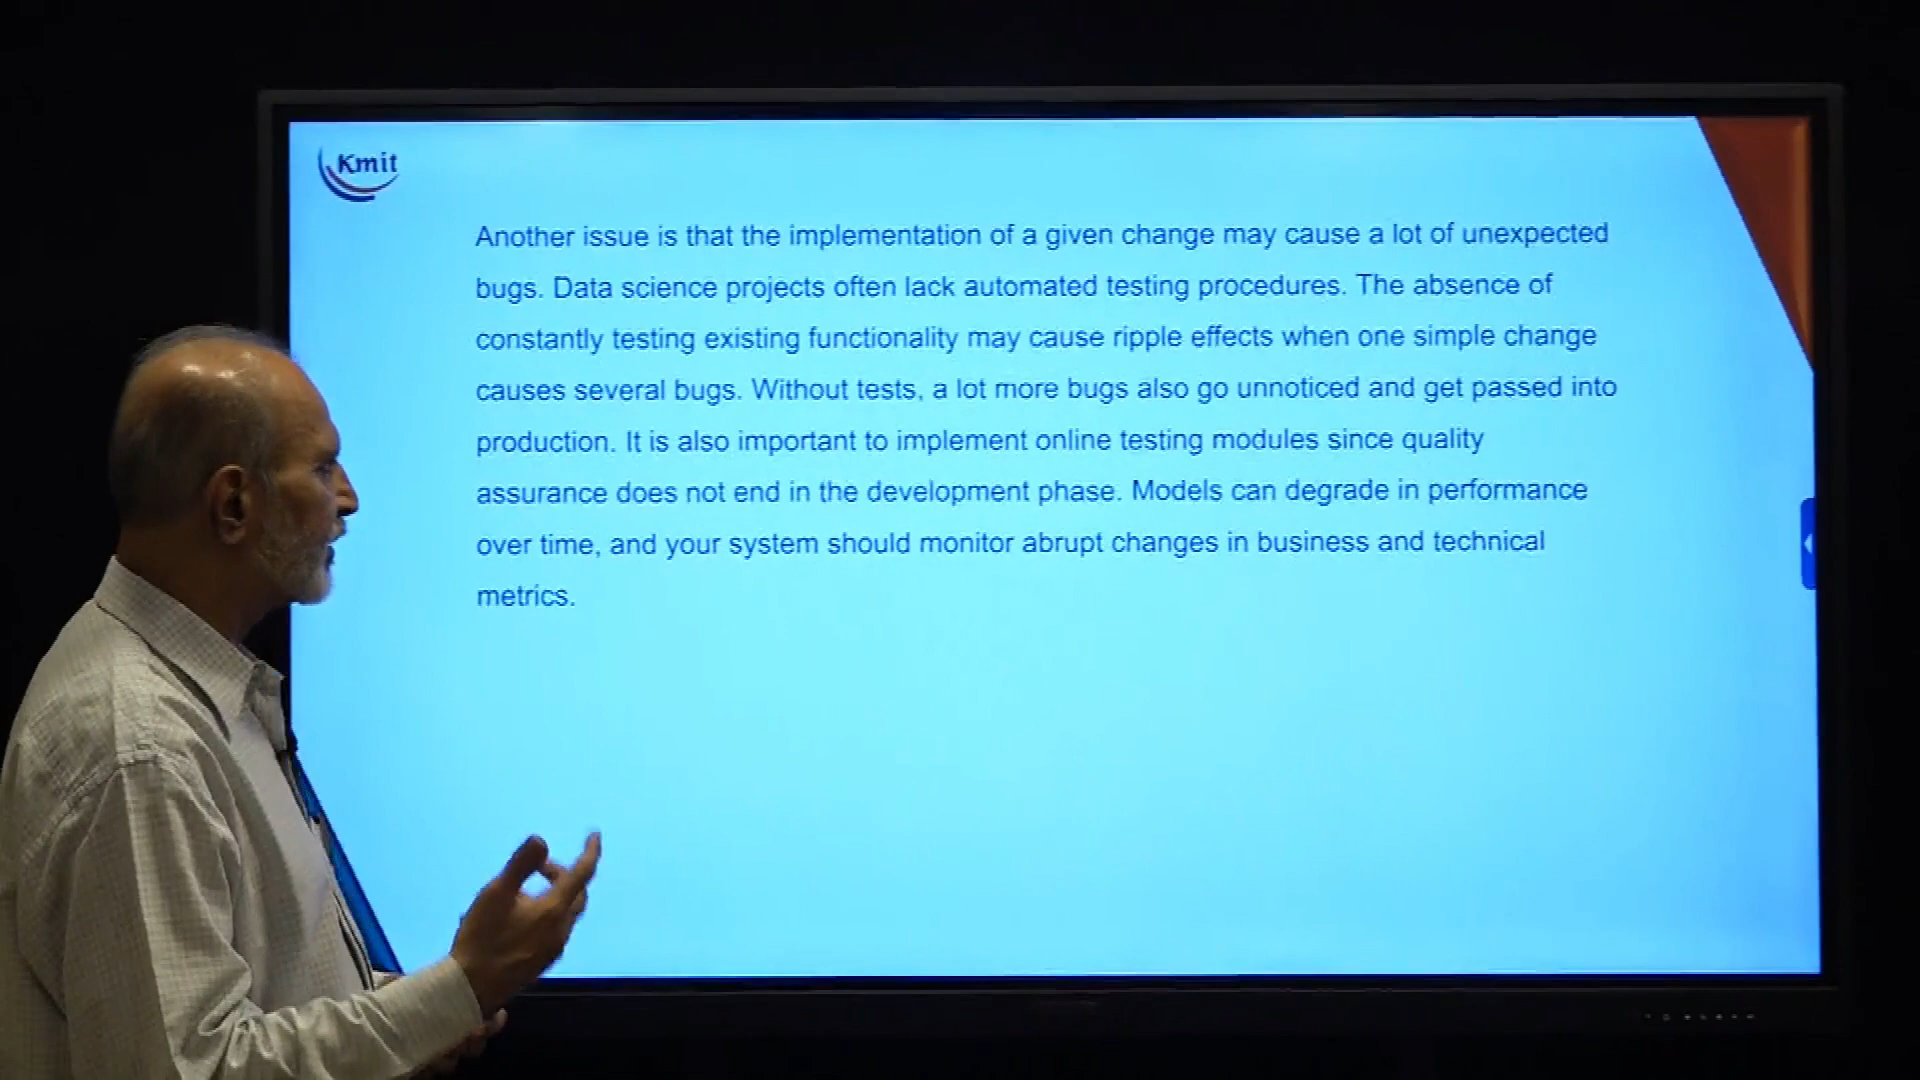 Kmit
Another issue is that the implementation of a given change may cause a lot of unexpected
bugs. Data science projects often lack automated testing procedures. The absence of
constantly testing existing functionality may cause ripple effects when one simple change
causes several bugs. Without tests, a lot more bugs also go unnoticed and get passed into
production. It is also important to implement online testing modules since quality
assurance does not end in the development phase. Models can degrade in performance
over time, and your system should monitor abrupt changes in business and technical
metrics.